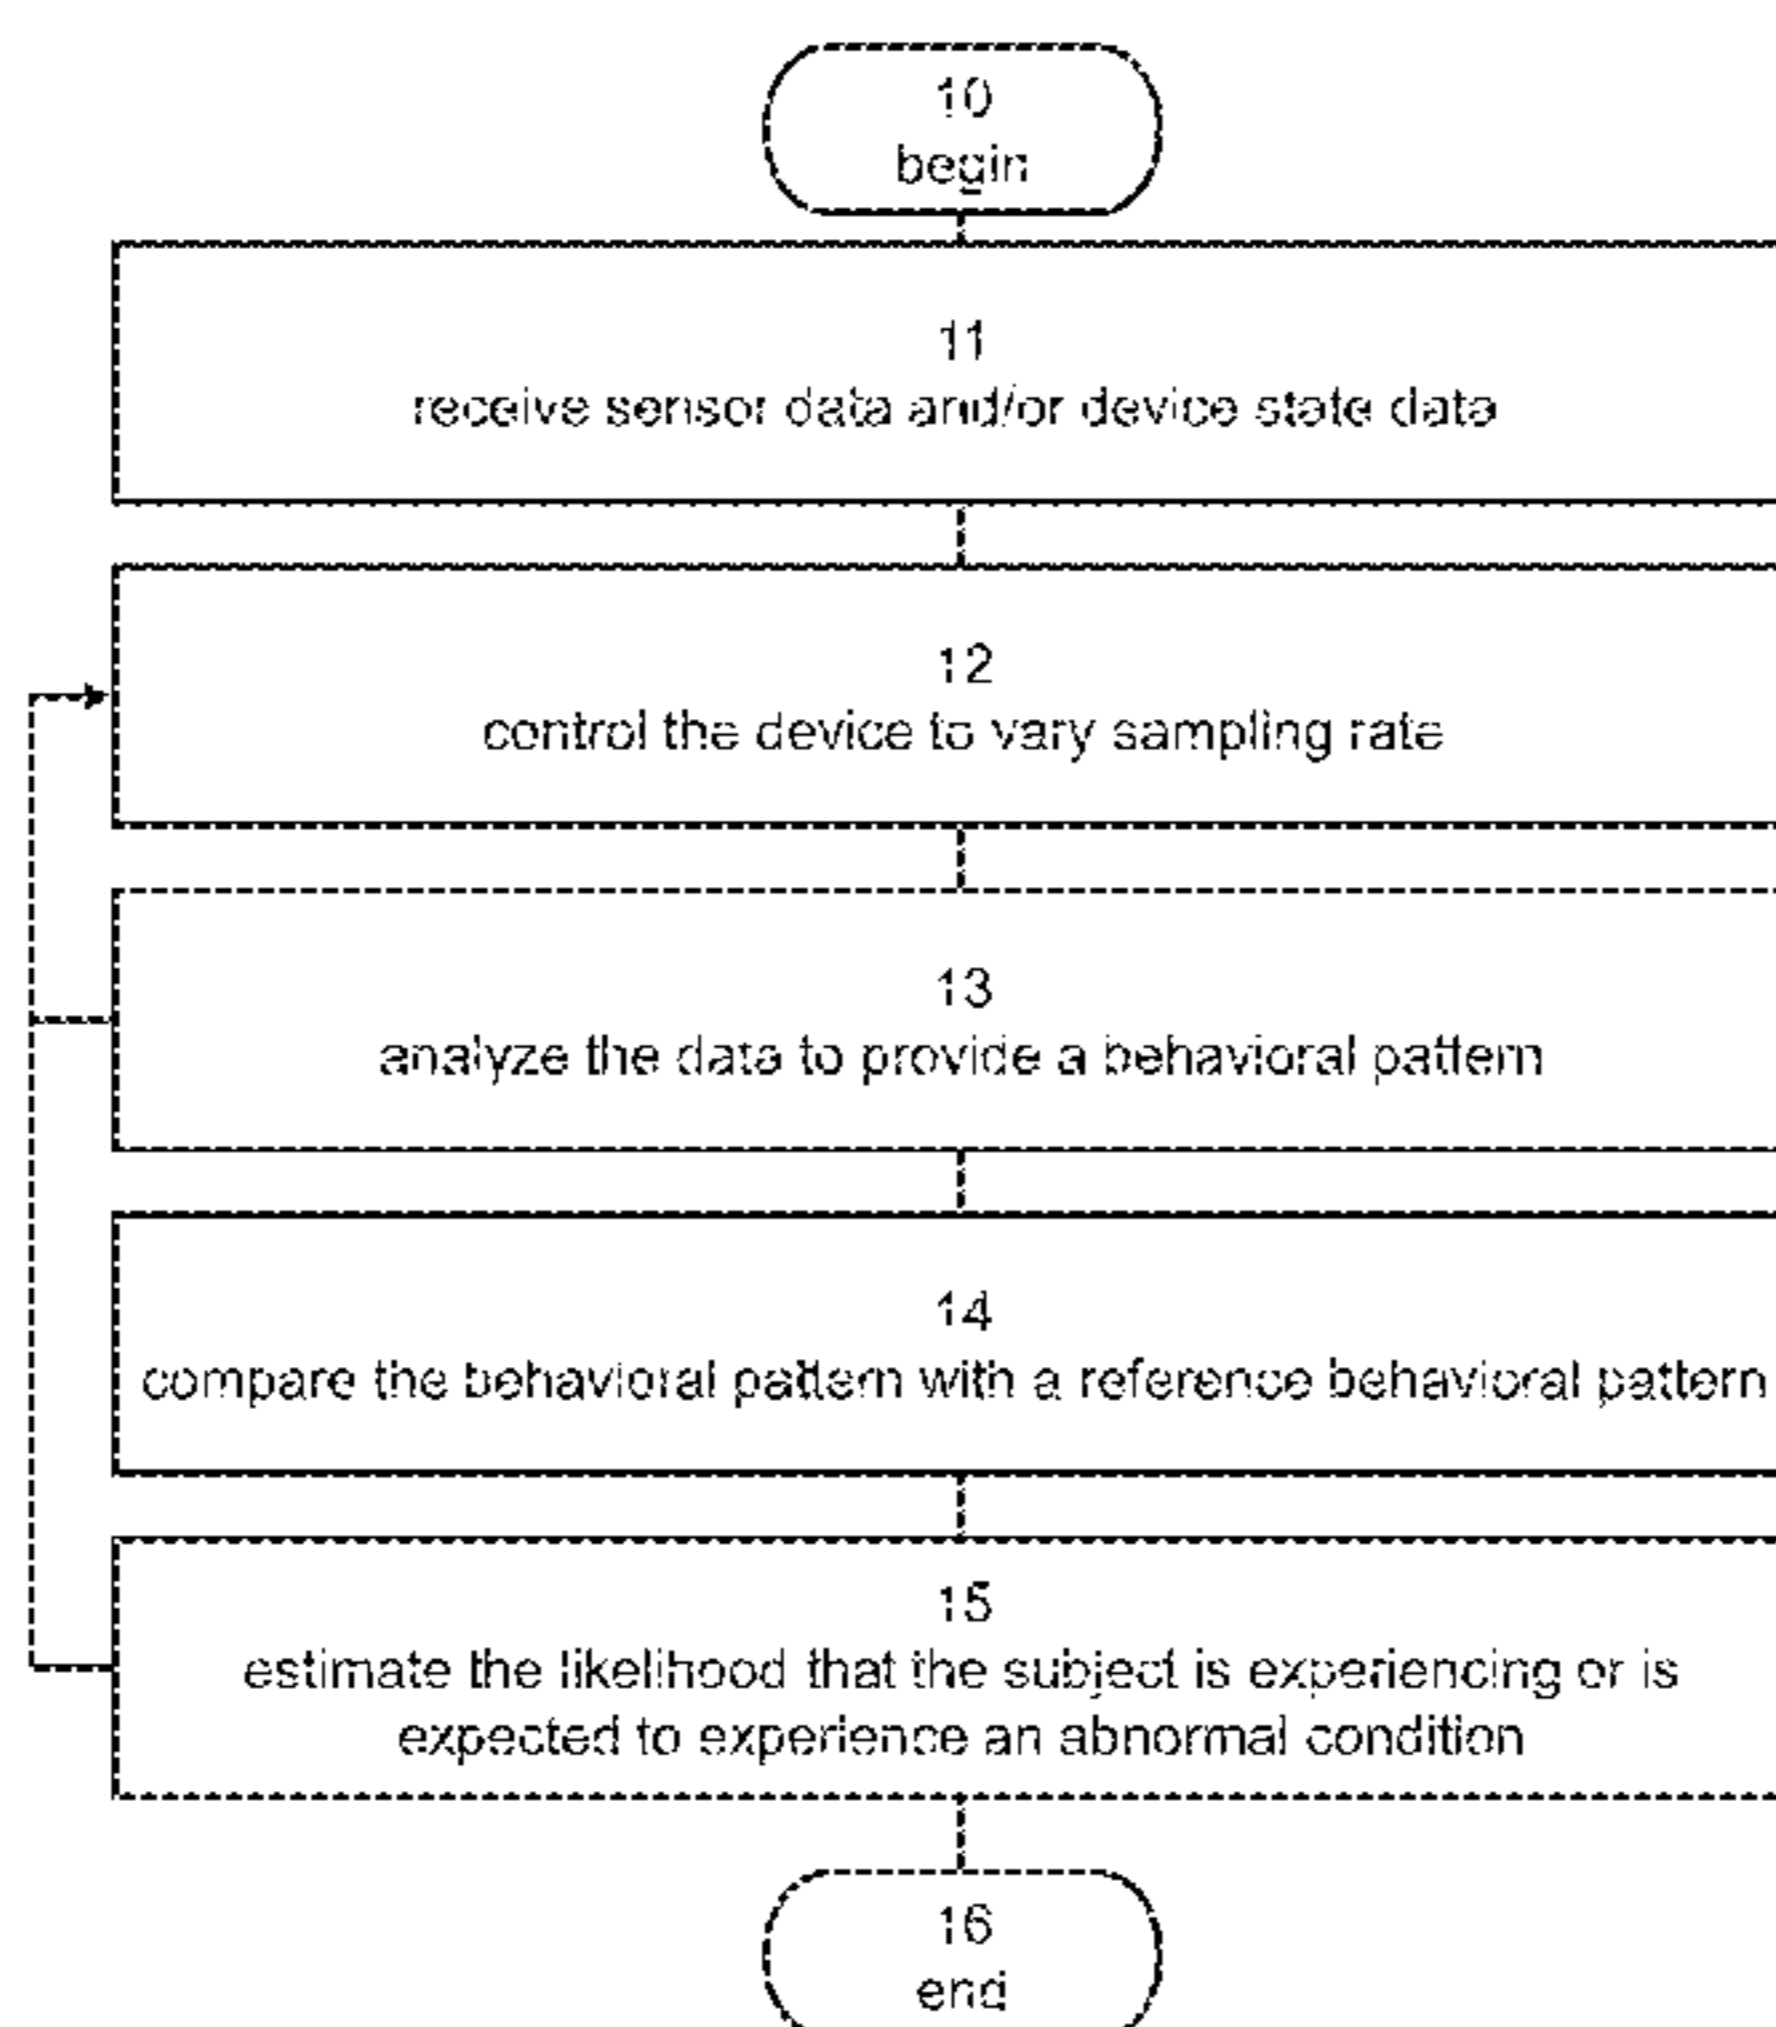 10
begin
11
receive sensor data and/or device state data
12
control the device to vary sampling rate
13
analyze the data to provide a behavioral pattern
14
compare the behavioral pattern with a reference behavioral pattern
15
estimate the likelihood that the subject is experiencing or is
expected to experience an abnormal condition
16
end